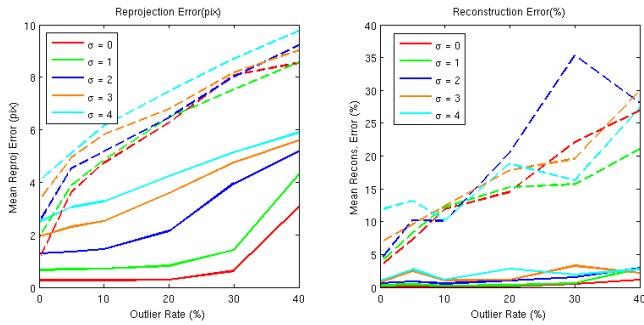 Reprojection Error(pix)
10
8
6
4
2
0
0
10
20
30
40
Mean Reproj Error (pix)
Outlier Rate (%)
σ = 0
σ = 1
σ = 2
σ = 3
σ = 4
Reconstruction Error(%)
40
35
30
25
20
15
10
5
0
0
10
20
30
40
Mean Recons. Error (%)
Outlier Rate (%)
σ = 0
σ = 1
σ = 2
σ = 3
σ = 4